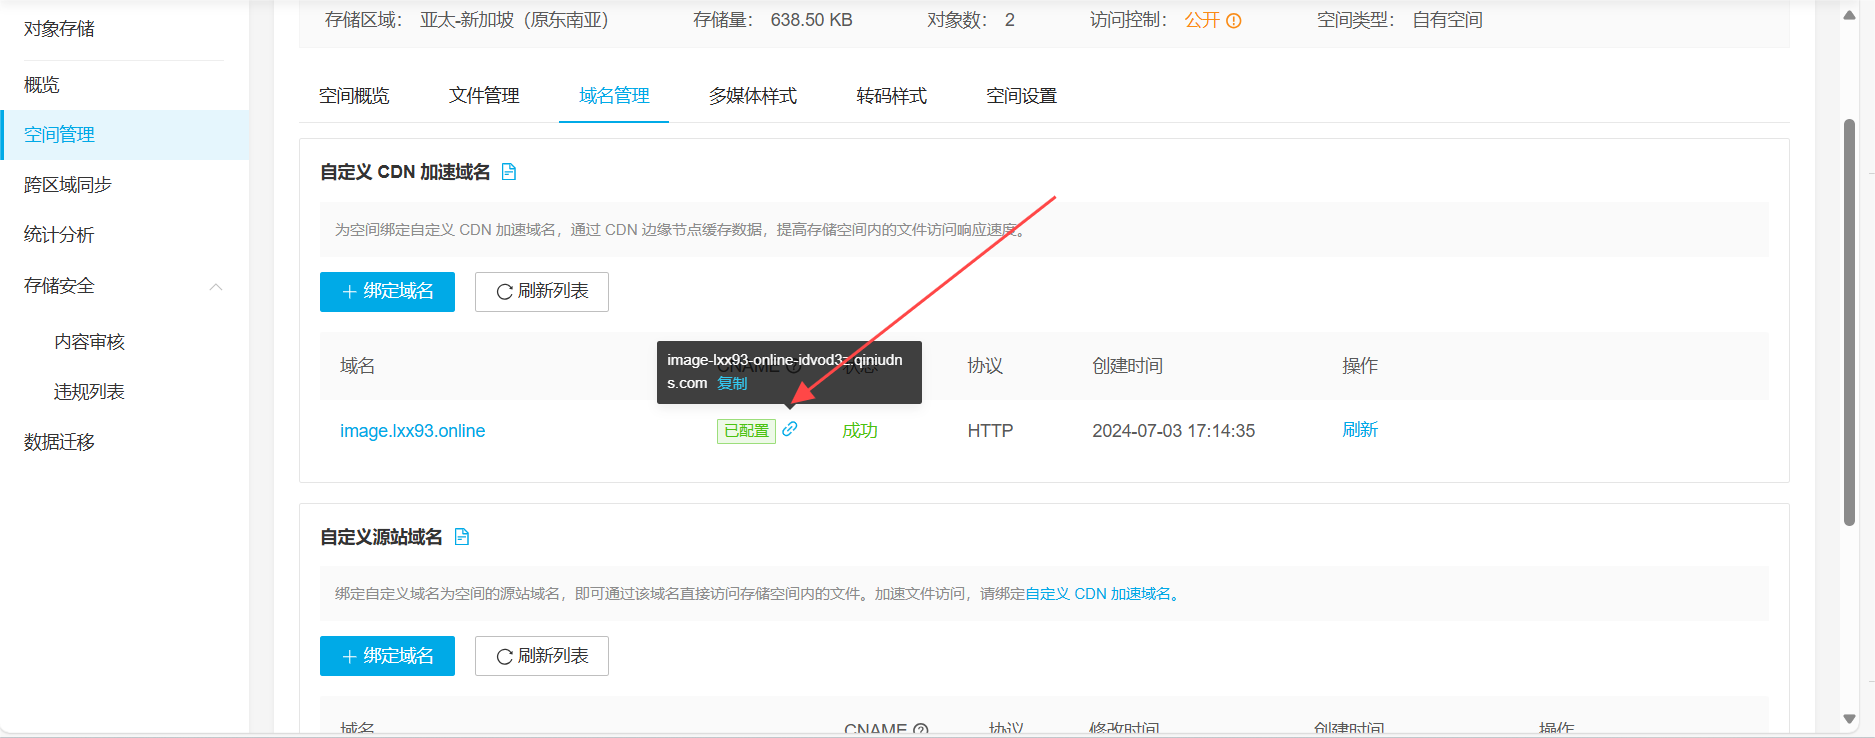 对象存储
概览
空间管理
跨区域同步
统计分析
存储安全
内容审核
违规列表
数据迁移
存储区域： 亚太-新加坡（原东南亚） 存储量： 638.50 KB 对象数： 2 访问控制： 公开 空间类型： 自有空间
空间概览 文件管理 域名管理 多媒体样式 转码样式 空间设置
自定义 CDN 加速域名
为空间绑定自定义 CDN 加速域名，通过 CDN 边缘节点缓存数据，提高存储空间内的文件访问响应速度。
绑定域名 刷新列表
image-lxx93-online-idvod3z.qiniudn
s.com 复制
域名 CNAME 状态 协议 创建时间 操作
image.lxx93.online 已配置 成功 HTTP 2024-07-03 17:14:35 刷新
自定义源站域名
绑定自定义域名为空间的源站域名，即可通过该域名直接访问存储空间内的文件。加速文件访问，请绑定自定义 CDN 加速域名。
绑定域名 刷新列表
域名 CNAME 协议 修改时间 创建时间 操作